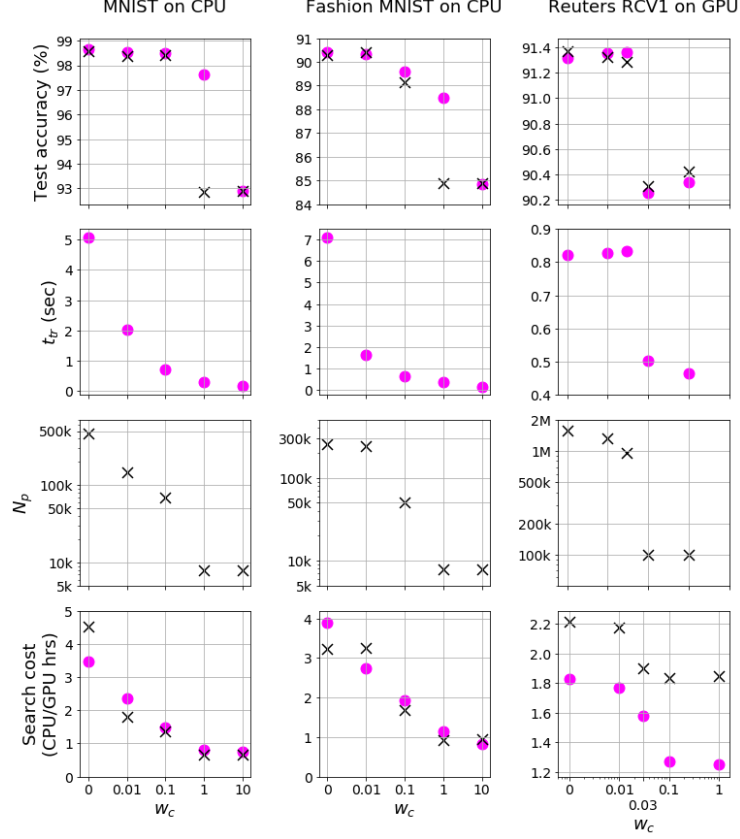 MNIST on CPU
Fashion MNIST on CPU
Reuters RCV1 on GPU
Test accuracy (%)
99
98
97
96
95
94
93
91
90
89
88
87
86
85
84
91.4
91.2
91.0
90.8
90.6
90.4
90.2
t_tr (sec)
5
4
3
2
1
0
7
6
5
4
3
2
1
0
0.9
0.8
0.7
0.6
0.5
0.4
N_p
500k
100k
50k
10k
5k
300k
100k
50k
10k
5k
2M
1M
500k
200k
100k
Search cost
(CPU/GPU hrs)
5
4
3
2
1
0
4
3
2
1
0
2.2
2.0
1.8
1.6
1.4
1.2
0 0.01 0.1 1 10
0 0.01 0.1 1 10
0 0.01 0.1 1
0.03
w_c
w_c
w_c